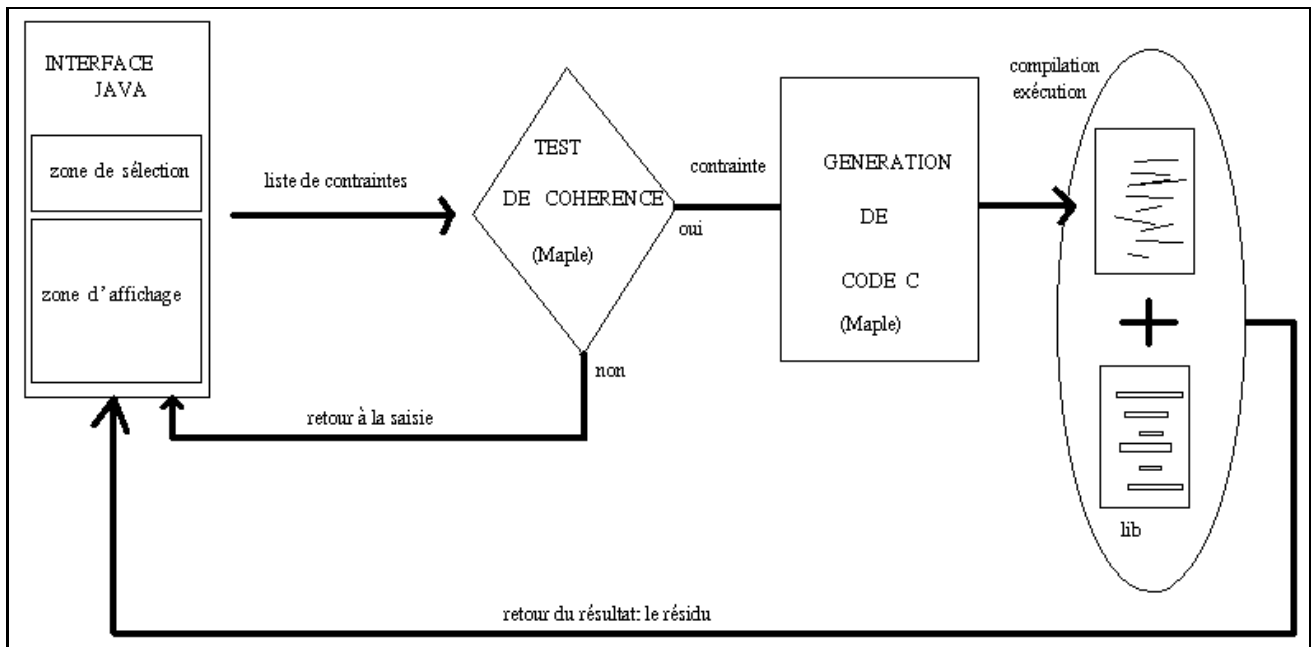 INTERFACE
JAVA
zone de sélection
zone d'affichage
liste de contraintes
TEST
DE COHERENCE
(Maple)
contrainte
oui
non
retour à la saisie
GENERATION
DE
CODE C
(Maple)
compilation
exécution
lib
retour du résultat: le résidu